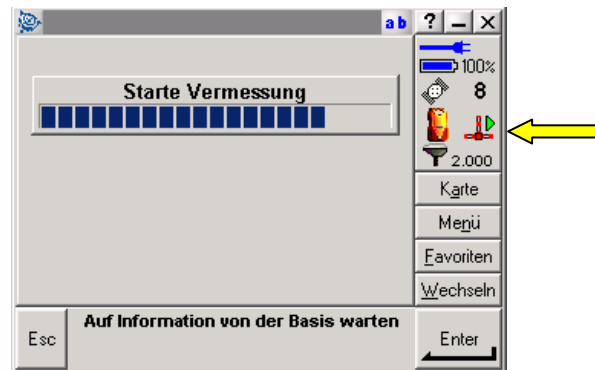 ab ? – X
100%
Starte Vermessung
8
2.000
Karte
Menü
Favoriten
Wechseln
Auf Information von der Basis warten
Esc
Enter